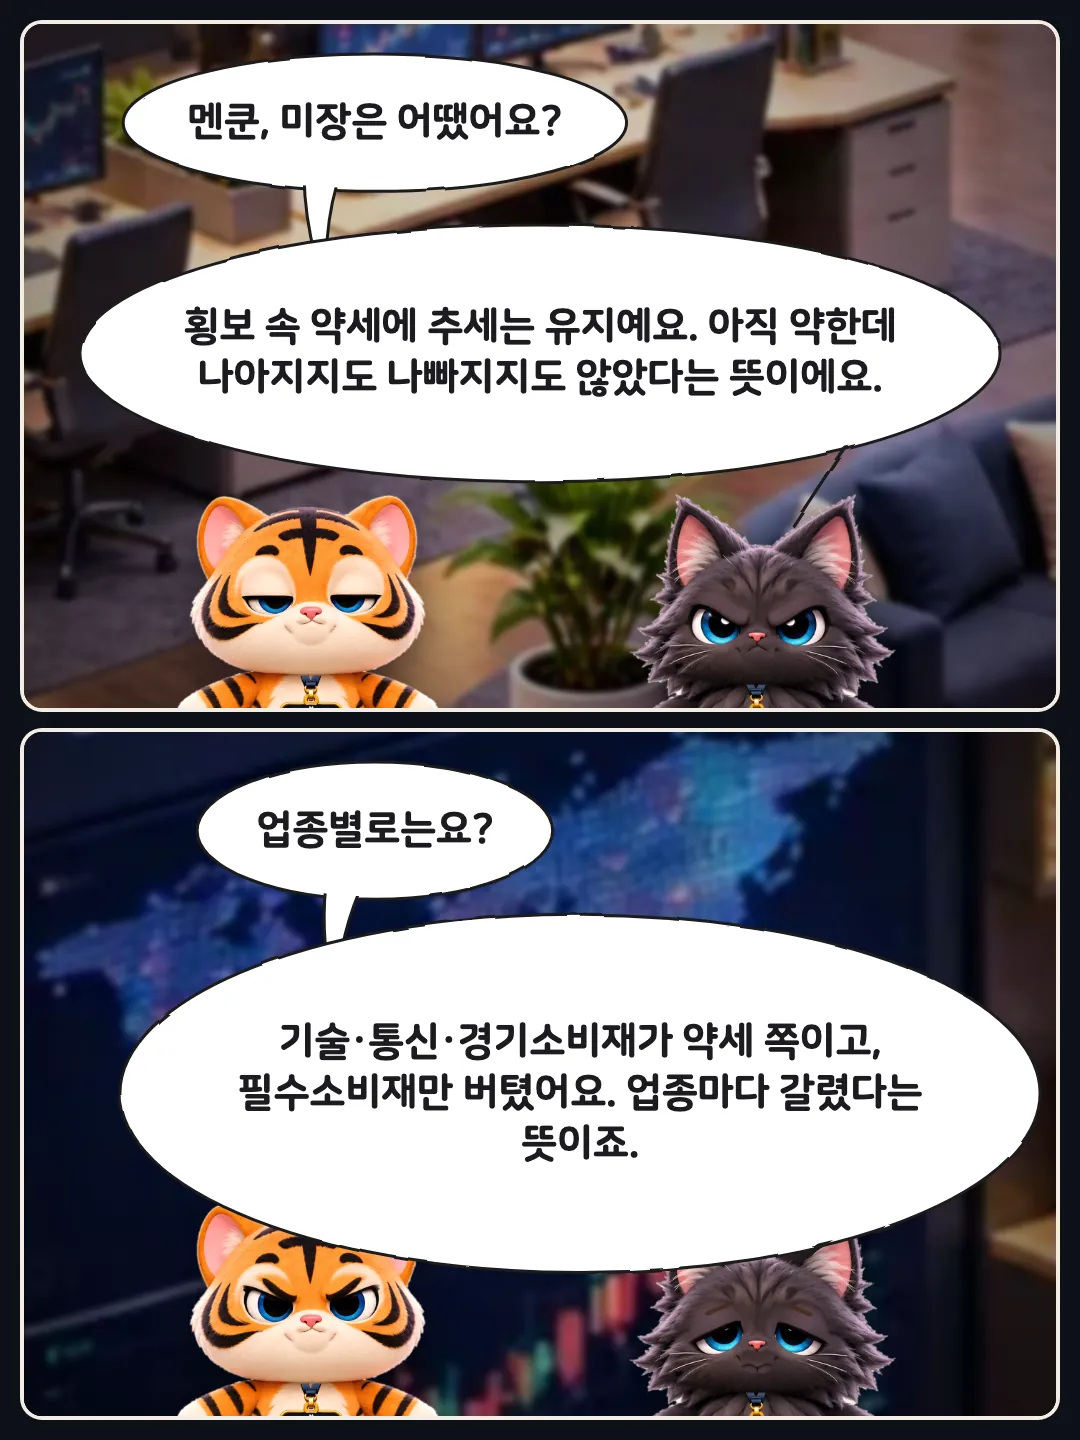 멘쿤, 미장은 어땠어요?
횡보 속 약세에 추세는 유지예요. 아직 약한데
나아지지도 나빠지지도 않았다는 뜻이에요.
업종별로는요?
기술·통신·경기소비재가 약세 쪽이고,
필수소비재만 버텼어요. 업종마다 갈렸다는
뜻이죠.